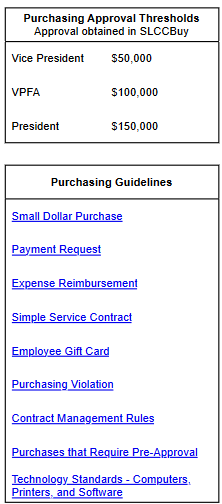 Purchasing Approval Thresholds
Approval obtained in SLCCBuy
Vice President $50,000
VPFA $100,000
President $150,000
Purchasing Guidelines
Small Dollar Purchase
Payment Request
Expense Reimbursement
Simple Service Contract
Employee Gift Card
Purchasing Violation
Contract Management Rules
Purchases that Require Pre-Approval
Technology Standards - Computers,
Printers, and Software